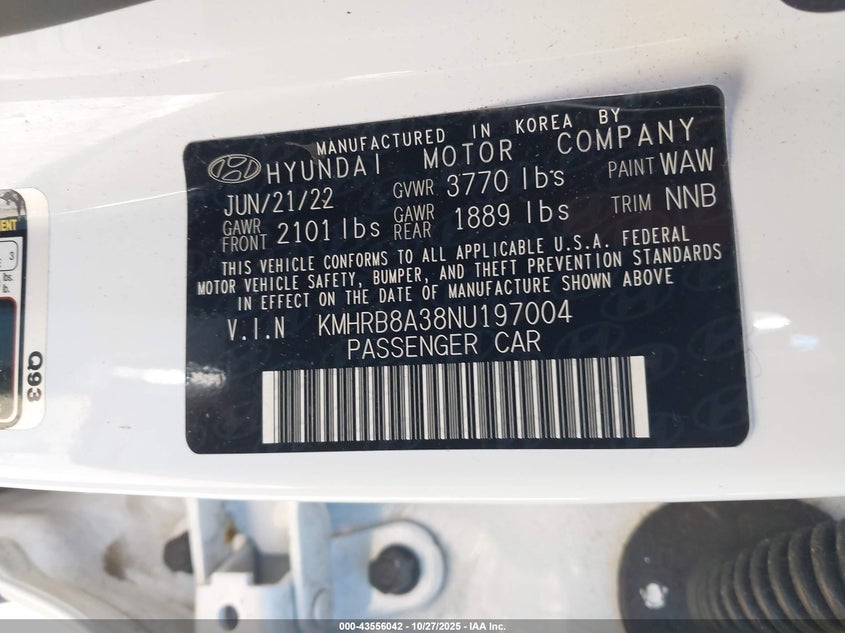 MANUFACTURED IN KOREA BY
HYUNDAI MOTOR COMPANY
JUN/21/22 GVWR 3770 lbs PAINT WAW
GAWR FRONT 2101 lbs GAWR REAR 1889 lbs TRIM NNB
THIS VEHICLE CONFORMS TO ALL APPLICABLE U.S.A. FEDERAL
MOTOR VEHICLE SAFETY, BUMPER, AND THEFT PREVENTION STANDARDS
IN EFFECT ON THE DATE OF MANUFACTURE SHOWN ABOVE
V.I.N KMHRB8A38NU197004
PASSENGER CAR
3
lbs.
Q93
000-43556042 - 10/27/2025 - IAA Inc.